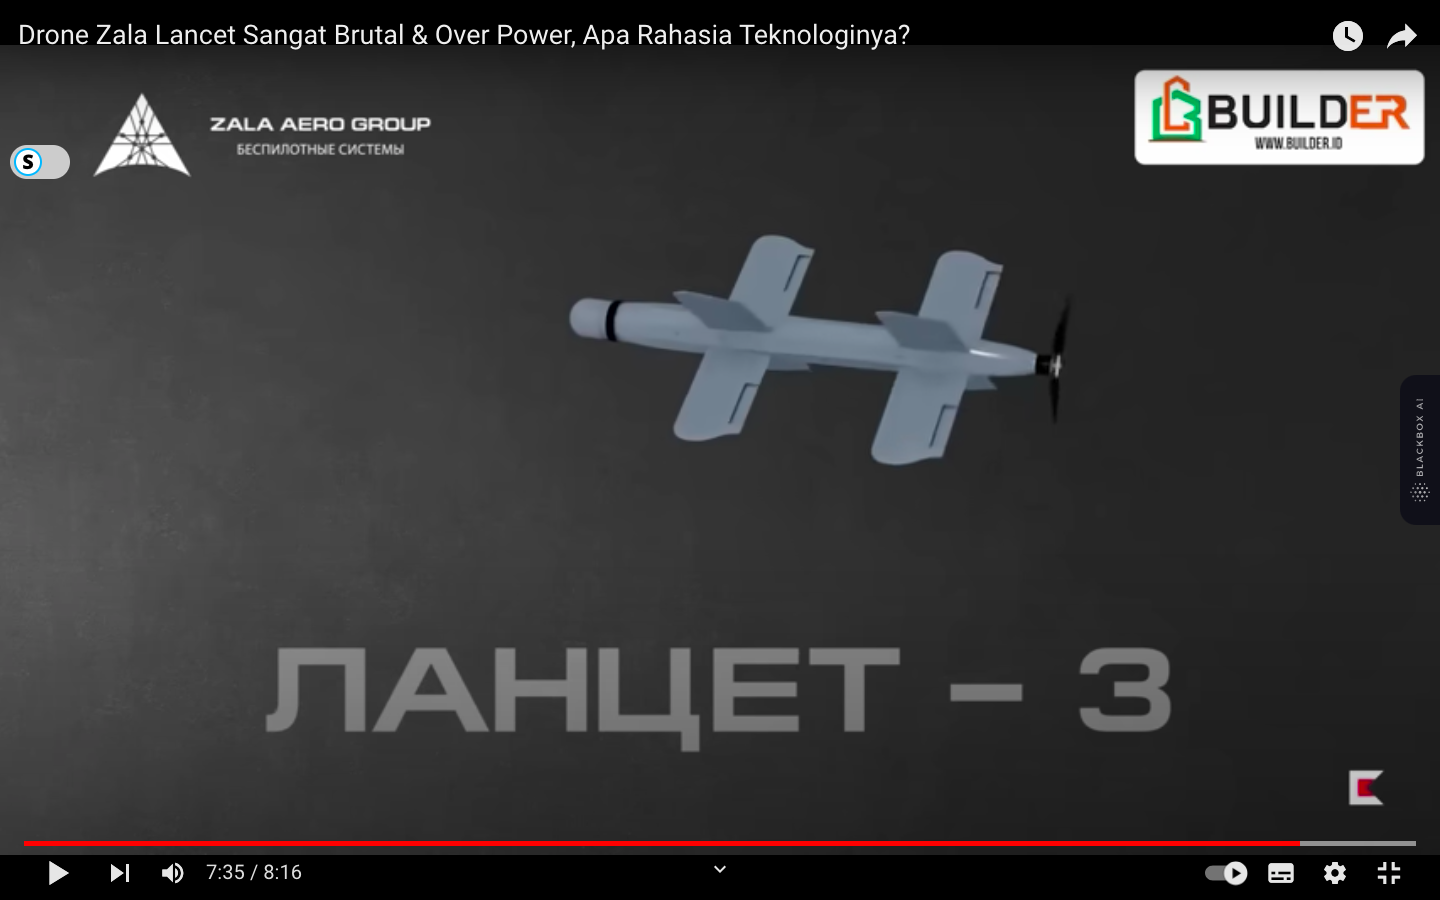 Drone Zala Lancet Sangat Brutal & Over Power, Apa Rahasia Teknologinya?
ZALA AERO GROUP
БЕСПИЛОТНЫЕ СИСТЕМЫ
BUILDER
WWW.BUILDER.ID
S
BLACKBOX AI
ЛАНЦЕТ - 3
7:35 / 8:16